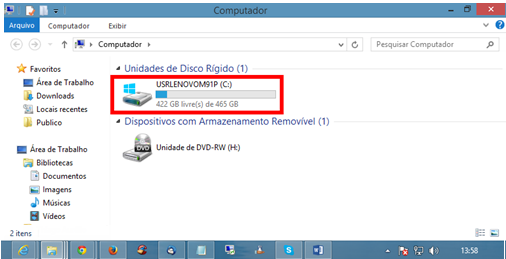 Computador
Arquivo Computador Exibir
Computador
Pesquisar Computador
Favoritos
Área de Trabalho
Downloads
Locais recentes
Publico
Área de Trabalho
Bibliotecas
Documentos
Imagens
Músicas
Vídeos
Unidades de Disco Rígido (1)
USRLENOVOM91P (C:)
422 GB livre(s) de 465 GB
Dispositivos com Armazenamento Removível (1)
DVD
Unidade de DVD-RW (H:)
2 itens
13:58